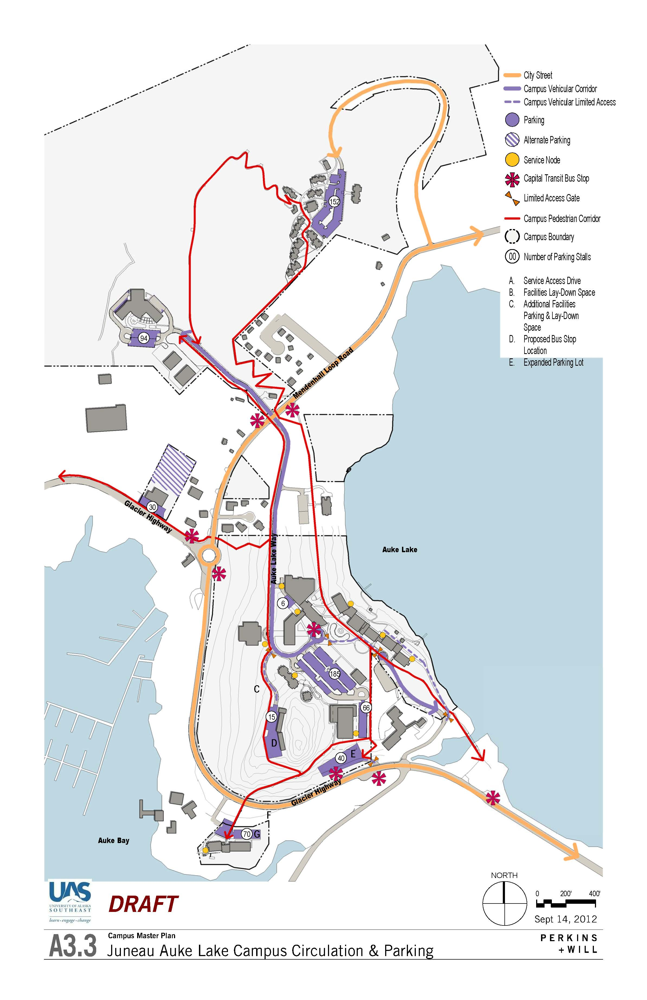 City Street
Campus Vehicular Corridor
Campus Vehicular Limited Access
Parking
Alternate Parking
Service Node
Capital Transit Bus Stop
Limited Access Gate
Campus Pedestrian Corridor
Campus Boundary
00 Number of Parking Stalls
A. Service Access Drive
B. Facilities Lay-Down Space
C. Additional Facilities
Parking & Lay-Down
Space
D. Proposed Bus Stop
Location
E. Expanded Parking Lot
152
94
Mendenhall Loop Road
30
Glacier Highway
Auke Lake Way
Auke Lake
6
185
C
66
15
D
E
40
Glacier Highway
F
70 G
Auke Bay
UAS
UNIVERSITY OF ALASKA
SOUTHEAST
learn • engage • change
DRAFT
NORTH
0 200' 400'
Sept 14, 2012
A3.3
Campus Master Plan
Juneau Auke Lake Campus Circulation & Parking
PERKINS
+WILL